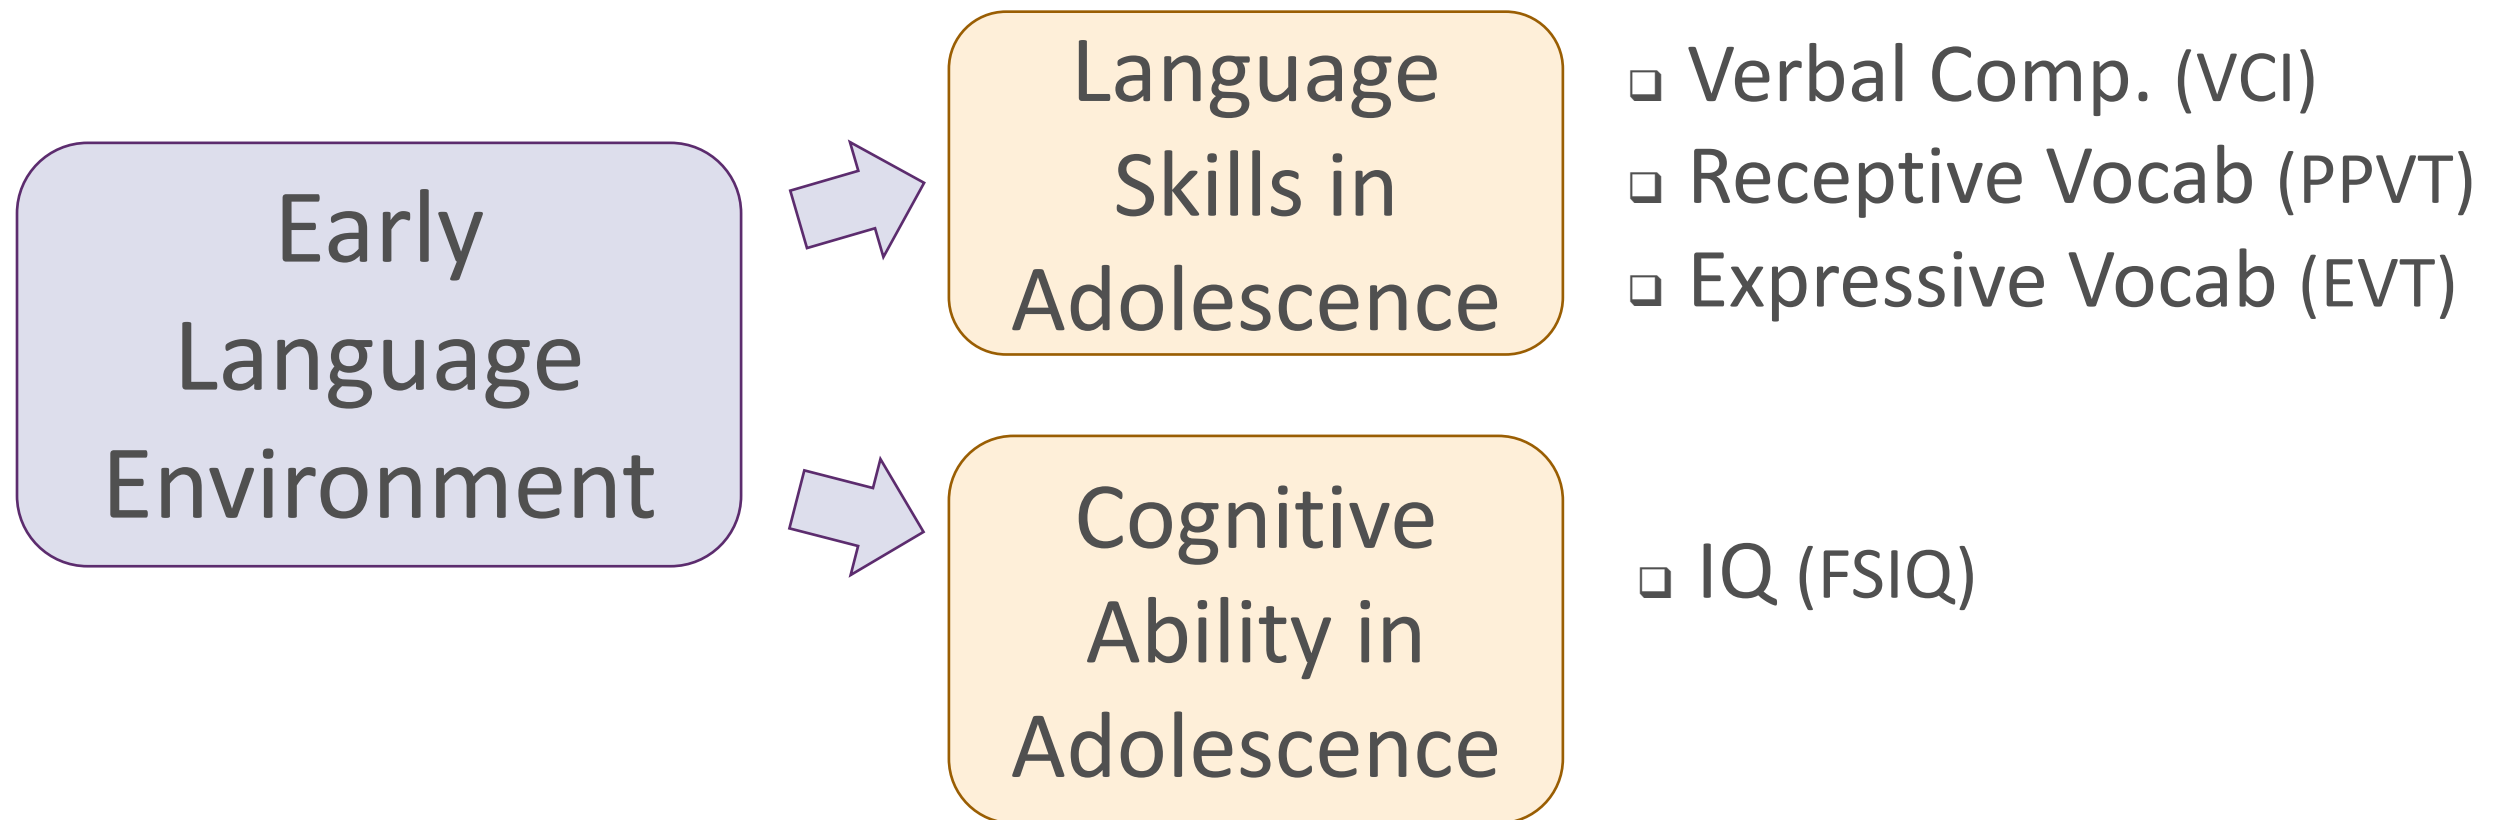 Early
Language
Environment
Language
Skills in
Adolescence
Verbal Comp. (VCI)
Receptive Vocab (PPVT)
Expressive Vocab (EVT)
Cognitive
Ability in
Adolescence
IQ (FSIQ)